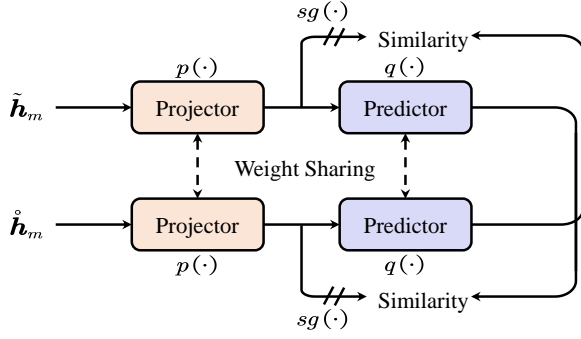 sg(·)
Similarity
p(·)
q(·)
h̃ₘ
Projector
Predictor
Weight Sharing
h̊ₘ
Projector
Predictor
p(·)
q(·)
Similarity
sg(·)